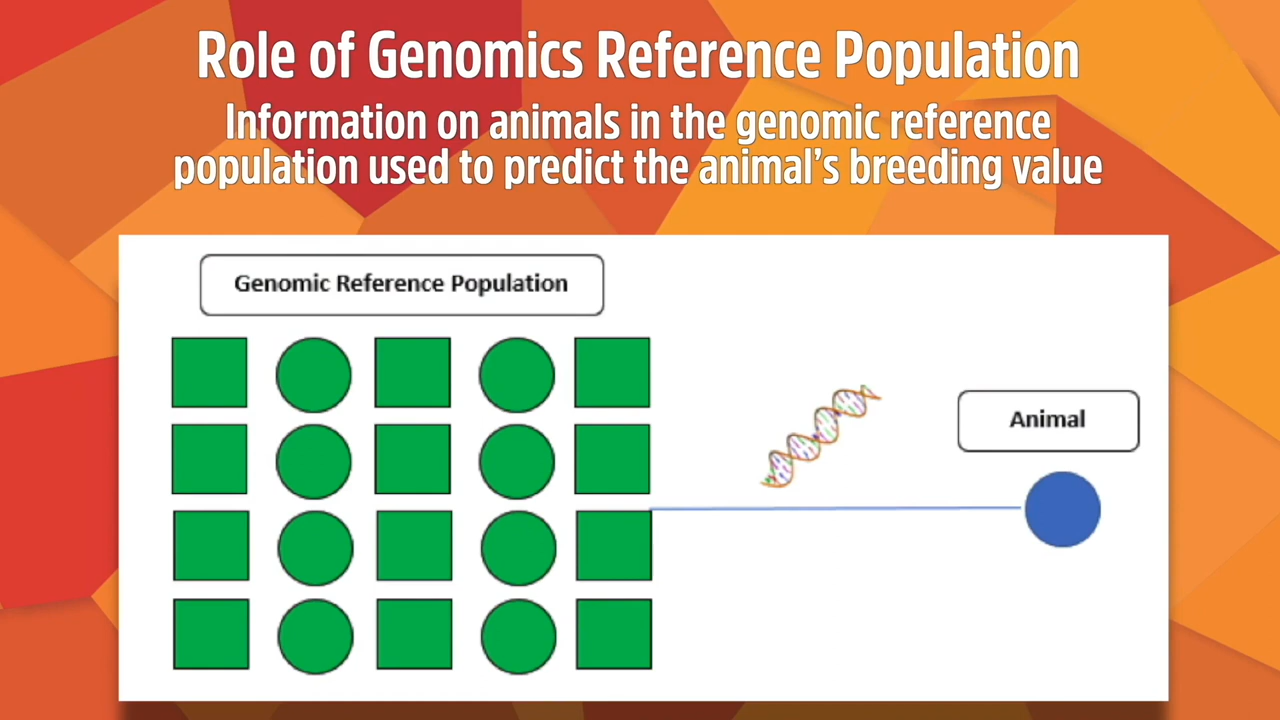 Role of Genomics Reference Population
Information on animals in the genomic reference
population used to predict the animal’s breeding value
Genomic Reference Population
Animal